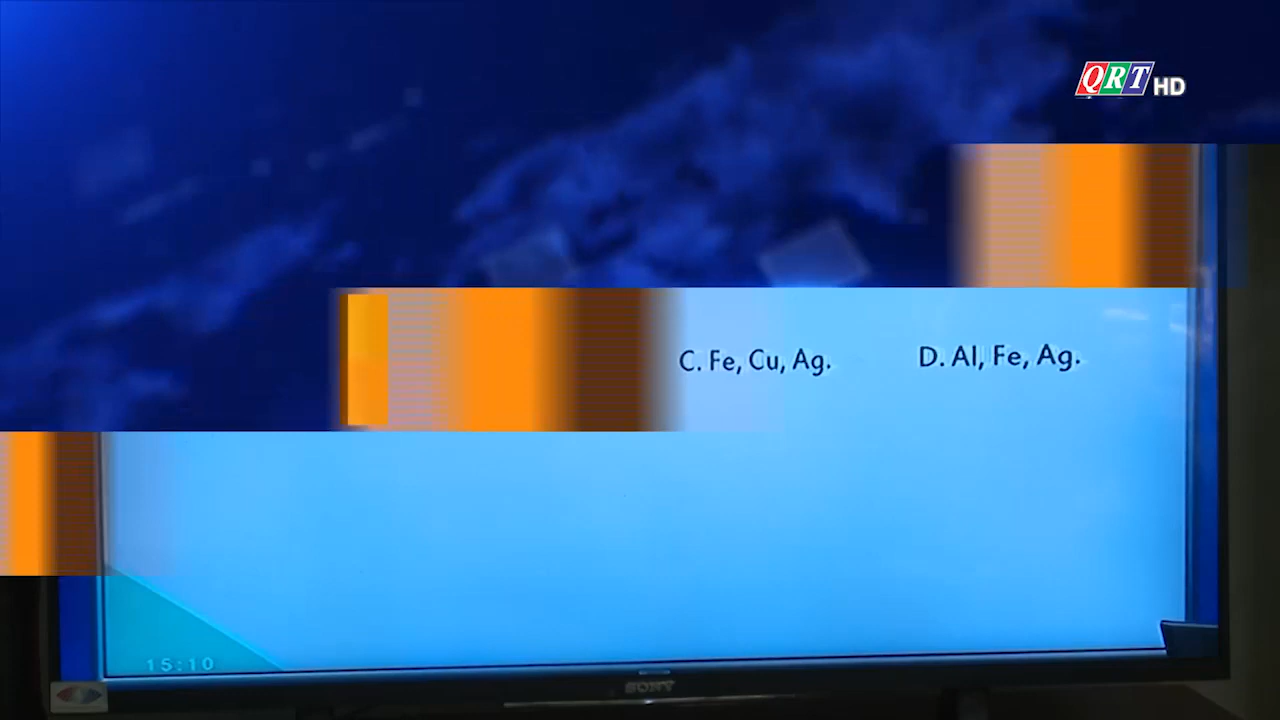 QRT HD
C. Fe, Cu, Ag. D. Al, Fe, Ag.
15:10
SONY